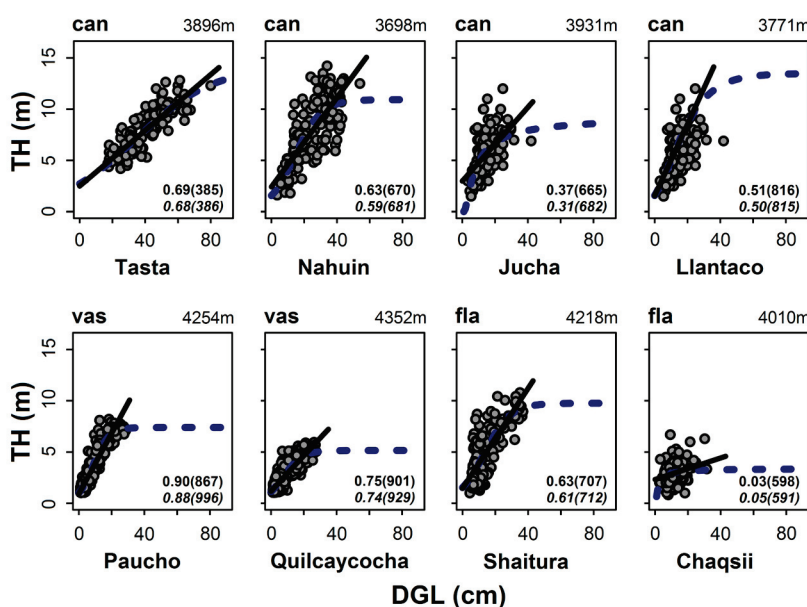 can 3896m can 3698m can 3931m can 3771m
15
10
5
0
TH (m)
0.69(385) 0.63(670) 0.37(665) 0.51(816)
0.68(386) 0.59(681) 0.31(682) 0.50(815)
0 40 80 0 40 80 0 40 80 0 40 80
Tasta Nahuin Jucha Llantaco
vas 4254m vas 4352m fla 4218m fla 4010m
15
10
5
0
TH (m)
0.90(867) 0.75(901) 0.63(707) 0.03(598)
0.88(996) 0.74(929) 0.61(712) 0.05(591)
0 40 80 0 40 80 0 40 80 0 40 80
Paucho Quilcaycocha Shaitura Chaqsii
DGL (cm)